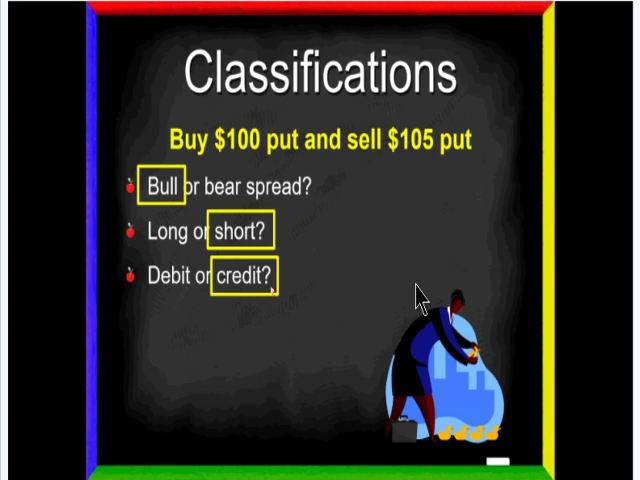 Classifications
Buy $100 put and sell $105 put
Bull or bear spread?
Long or short?
Debit or credit?